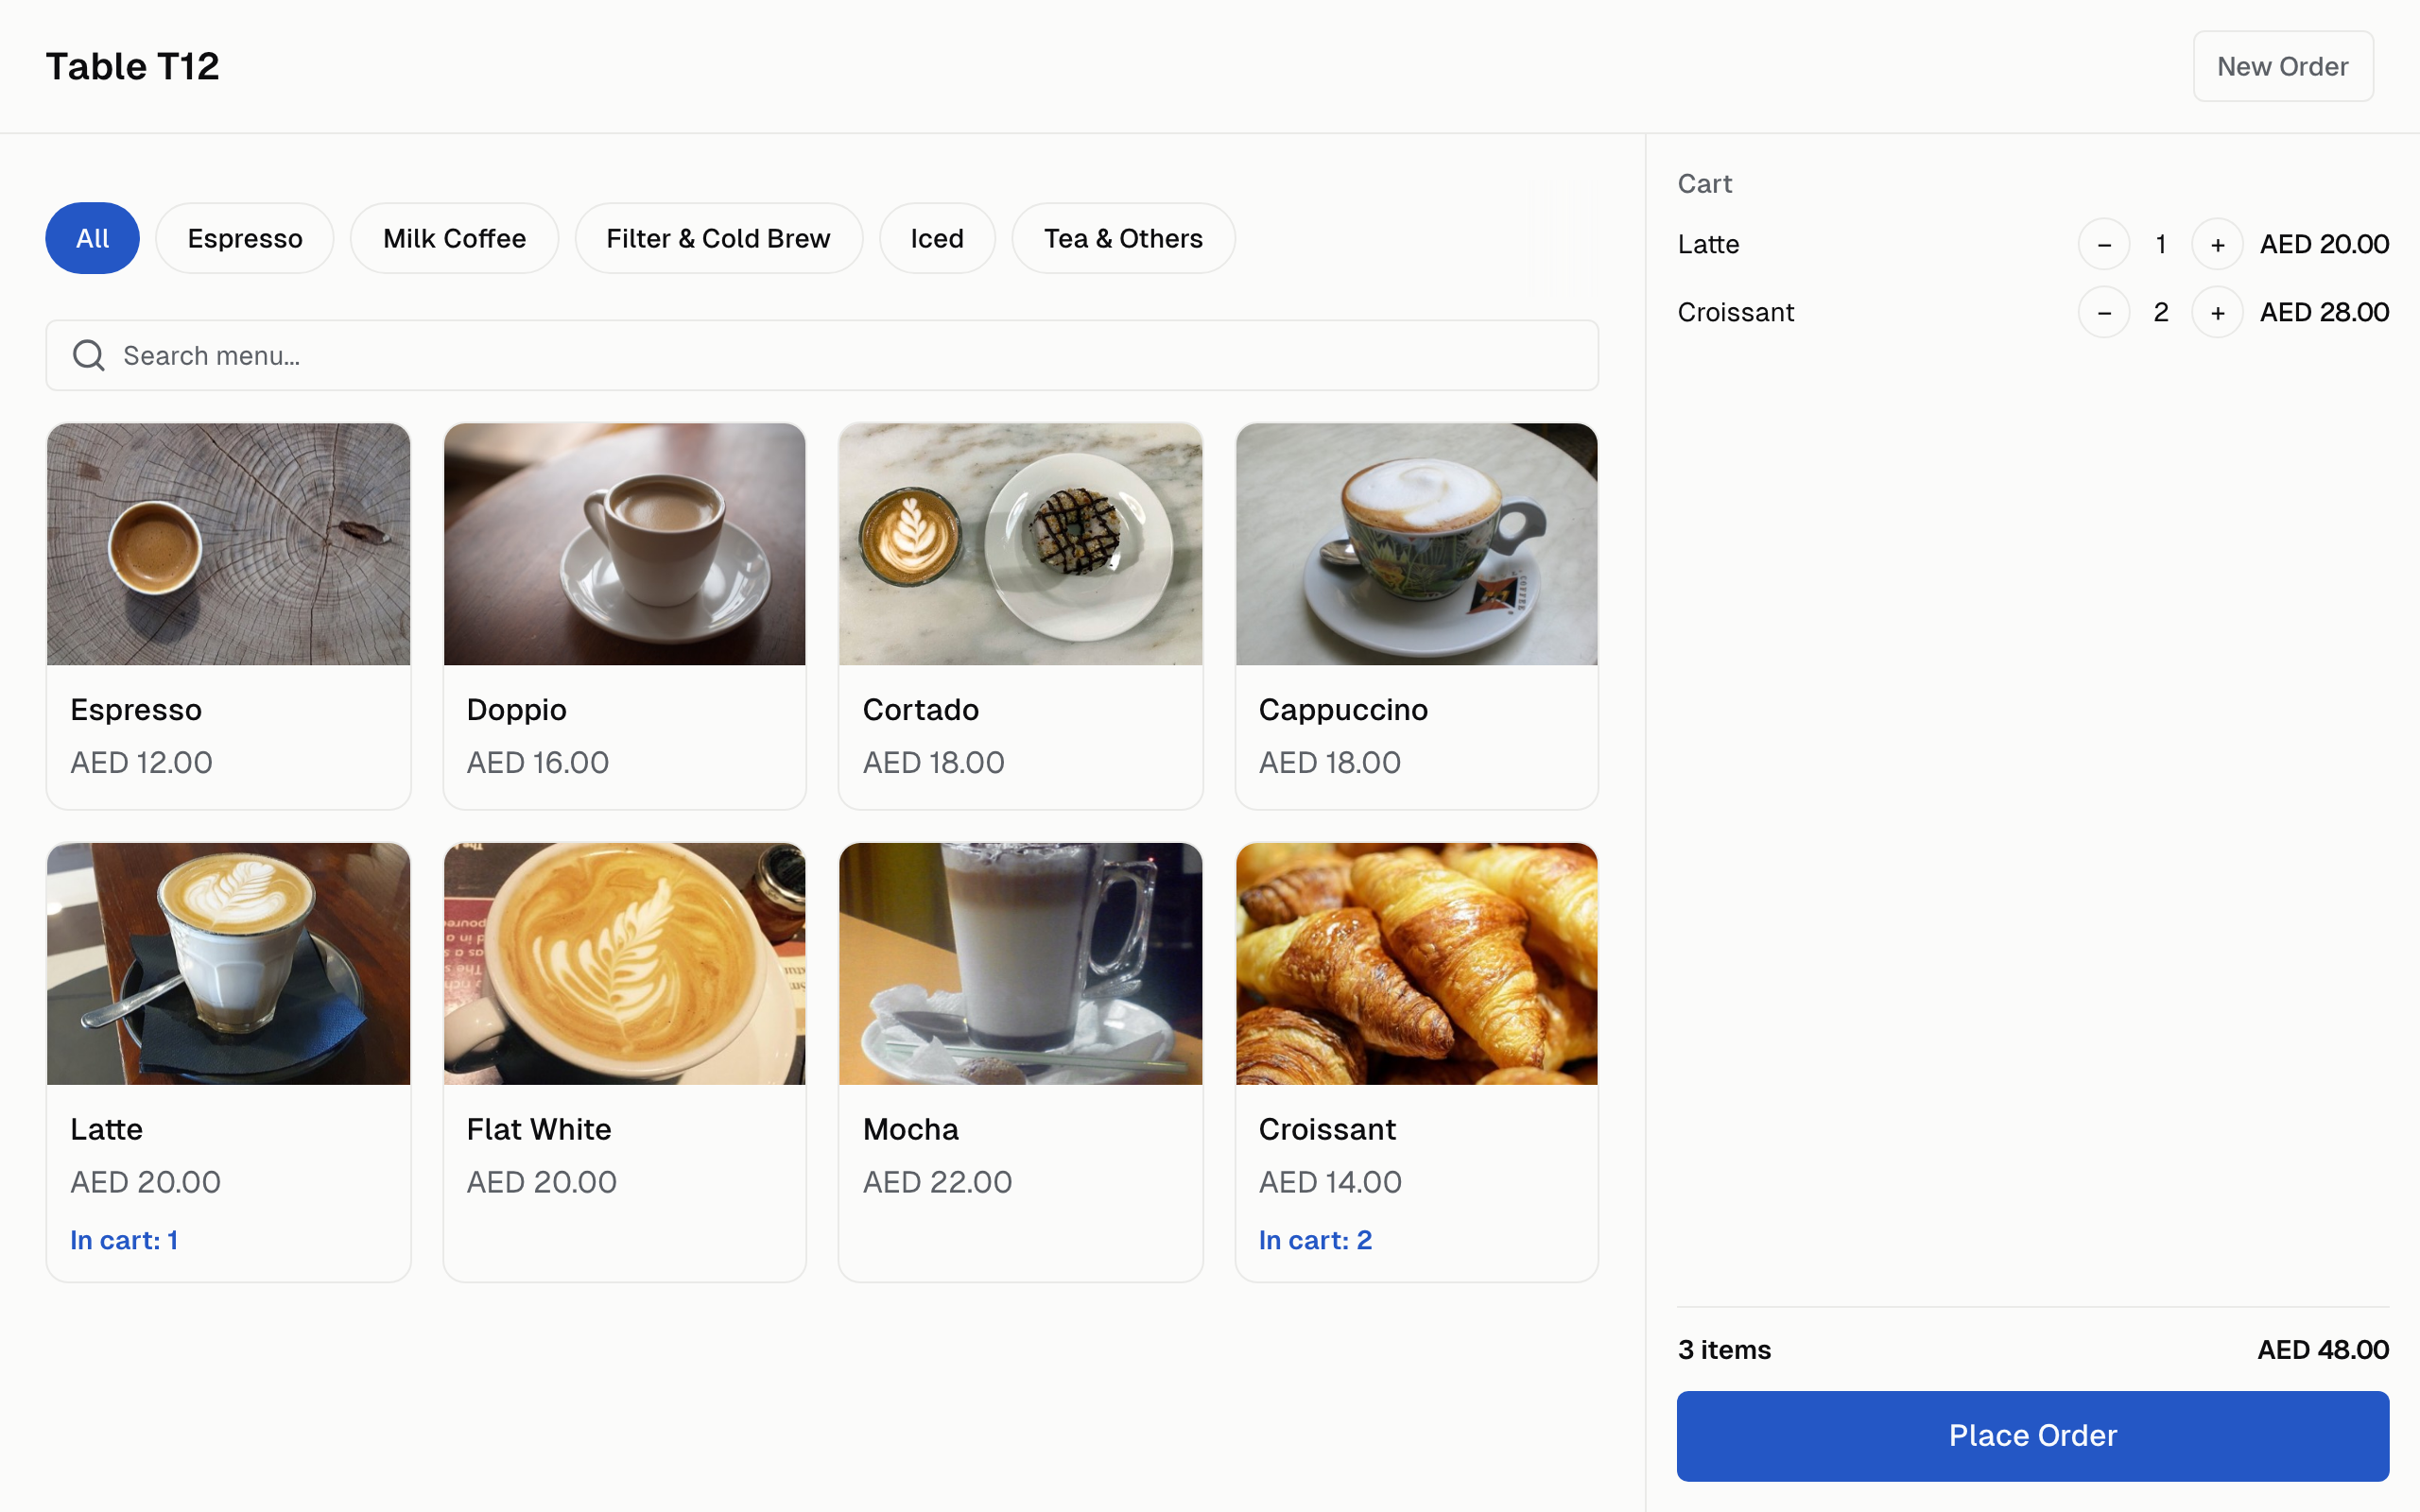 Table T12
New Order
All
Espresso
Milk Coffee
Filter & Cold Brew
Iced
Tea & Others
Search menu...
Espresso
AED 12.00
Doppio
AED 16.00
Cortado
AED 18.00
COFFEE
Cappuccino
AED 18.00
Latte
AED 20.00
In cart: 1
Flat White
AED 20.00
Mocha
AED 22.00
Croissant
AED 14.00
In cart: 2
Cart
Latte
− 1 + AED 20.00
Croissant
− 2 + AED 28.00
3 items
AED 48.00
Place Order